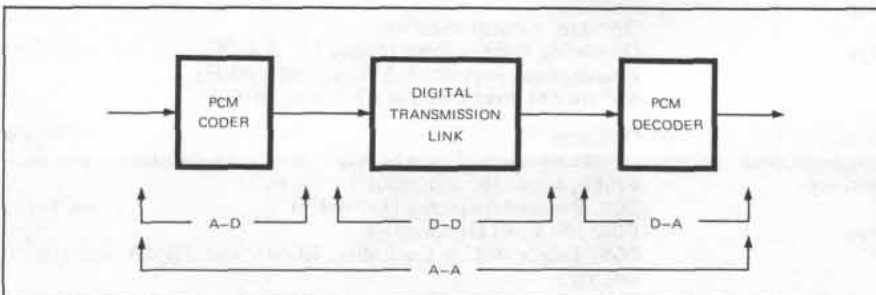 PCM
CODER
DIGITAL
TRANSMISSION
LINK
PCM
DECODER
A–D
D–D
D–A
A–A